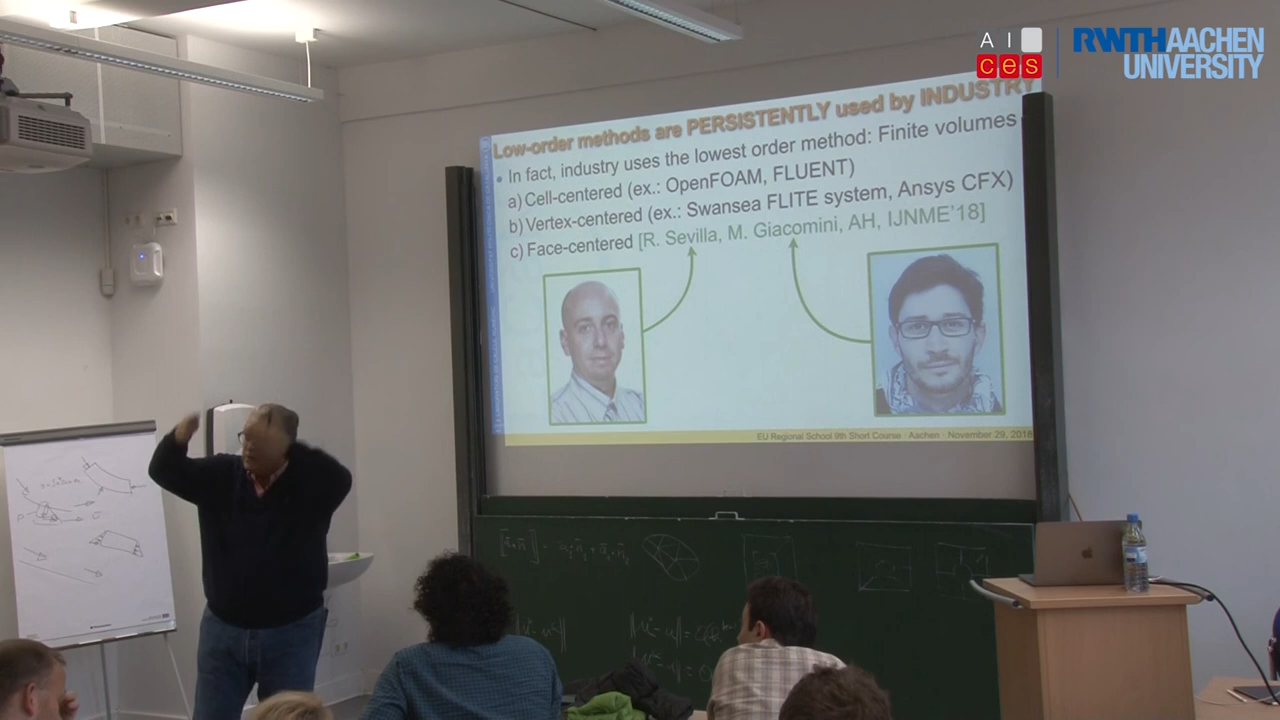 AI
ces
RWTHAACHEN
UNIVERSITY
Low-order methods are PERSISTENTLY used by INDUSTRY
• In fact, industry uses the lowest order method: Finite volumes
a) Cell-centered (ex.: OpenFOAM, FLUENT)
b) Vertex-centered (ex.: Swansea FLITE system, Ansys CFX)
c) Face-centered [R. Sevilla, M. Giacomini, AH, IJNME'18]
EU Regional School 9th Short Course · Aachen · November 29, 2018